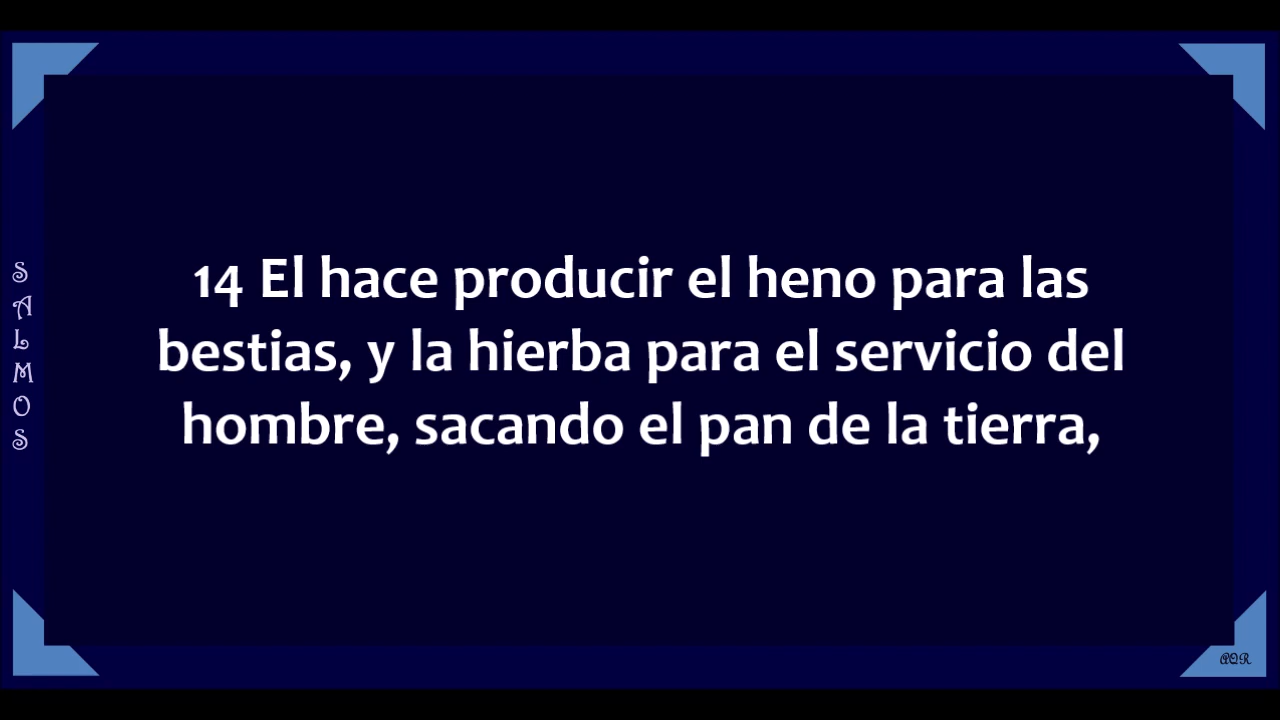 SALMOS
14 El hace producir el heno para las
bestias, y la hierba para el servicio del
hombre, sacando el pan de la tierra,